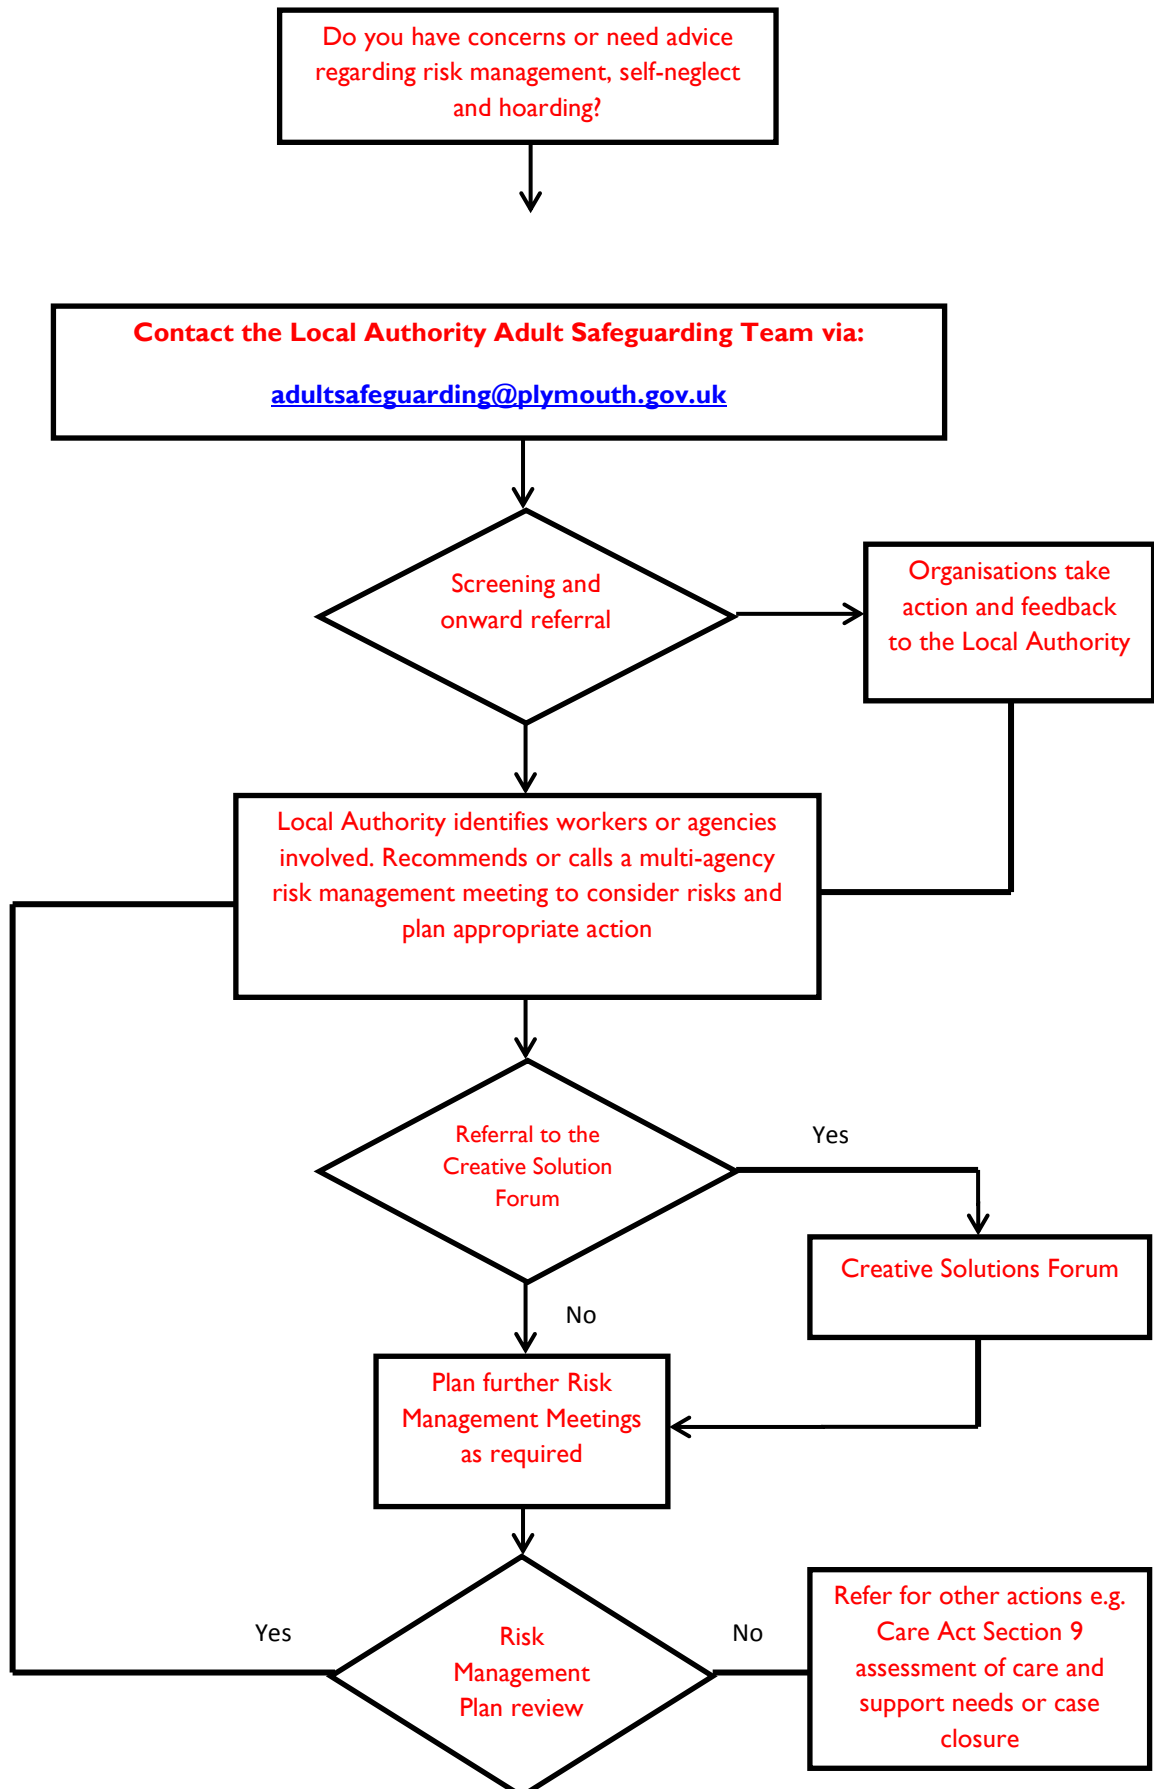 Do you have concerns or need advice
regarding risk management, self-neglect
and hoarding?
Contact the Local Authority Adult Safeguarding Team via:
adultsafeguarding@plymouth.gov.uk
Screening and
onward referral
Organisations take
action and feedback
to the Local Authority
Local Authority identifies workers or agencies
involved. Recommends or calls a multi-agency
risk management meeting to consider risks and
plan appropriate action
Referral to the
Creative Solution
Forum
Yes
Creative Solutions Forum
No
Plan further Risk
Management Meetings
as required
Yes
Risk
Management
Plan review
No
Refer for other actions e.g.
Care Act Section 9
assessment of care and
support needs or case
closure